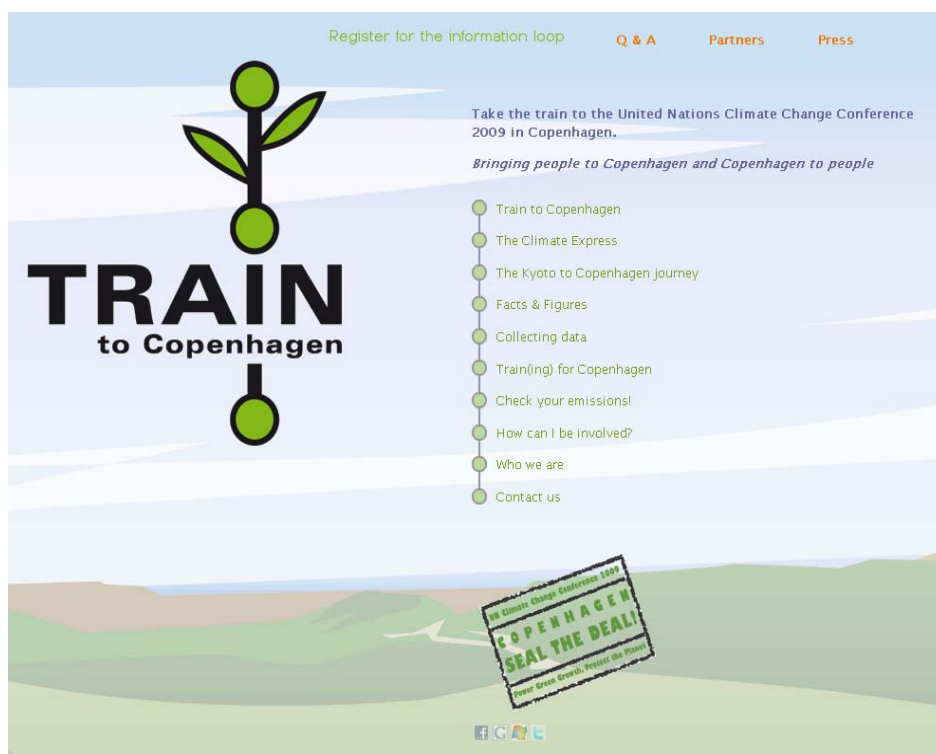 Register for the information loop Q & A Partners Press
TRAIN
to Copenhagen
Take the train to the United Nations Climate Change Conference
2009 in Copenhagen.
Bringing people to Copenhagen and Copenhagen to people
Train to Copenhagen
The Climate Express
The Kyoto to Copenhagen journey
Facts & Figures
Collecting data
Train(ing) for Copenhagen
Check your emissions!
How can I be involved?
Who we are
Contact us
UN Climate Change Conference 2009
COPENHAGEN
SEAL THE DEAL!
Power Green Growth, Protect the Planet